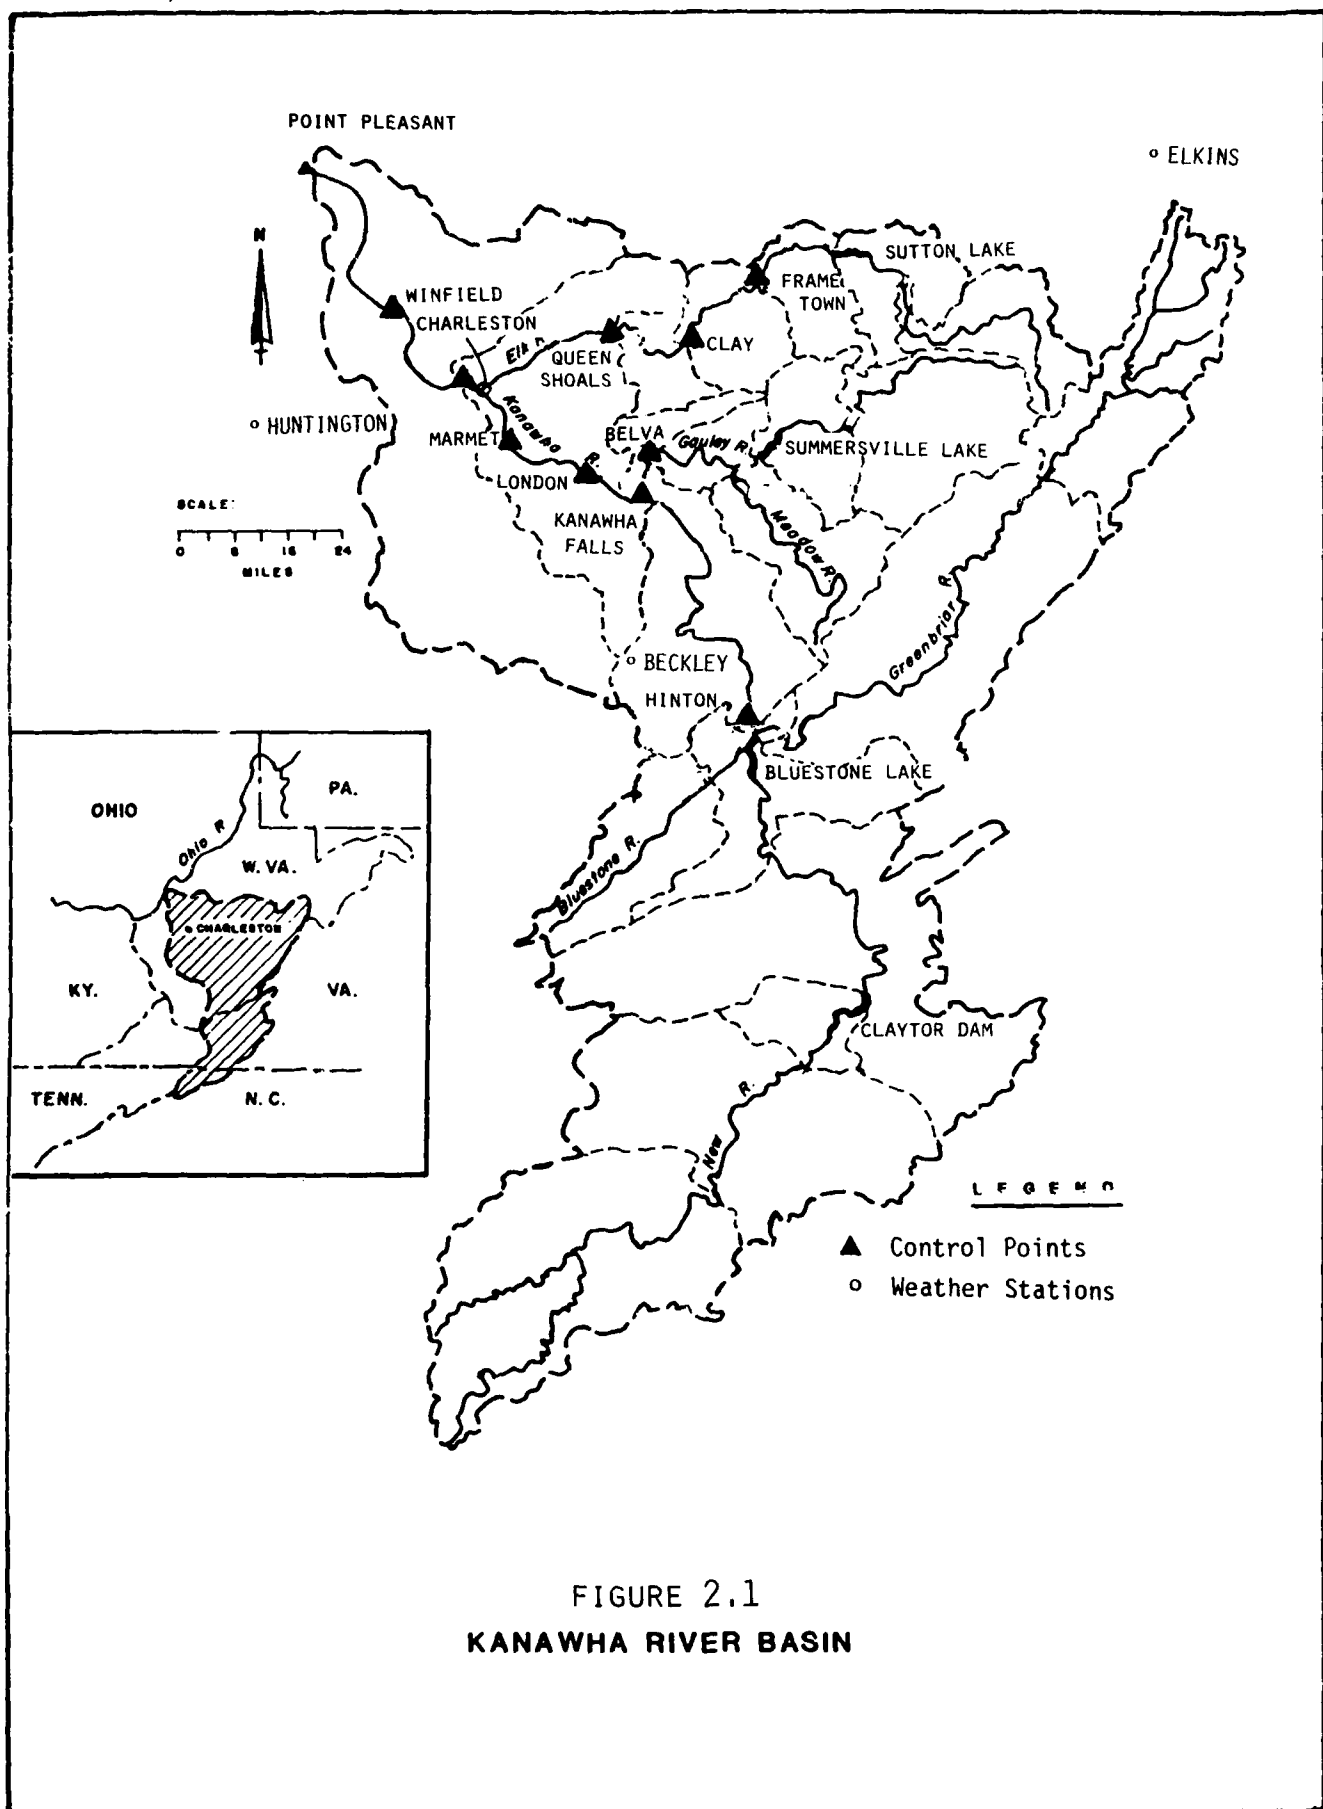 POINT PLEASANT
ELKINS
N
SUTTON LAKE
WINFIELD
FRAME
TOWN
CHARLESTON
Elk r.
QUEEN
SHOALS
CLAY
HUNTINGTON
Kanawha R.
MARMET
BELVA
Gauley R.
SUMMERSVILLE LAKE
LONDON
SCALE:
0 8 16 24
MILES
KANAWHA
FALLS
Meadow R.
Greenbriar R.
BECKLEY
HINTON
BLUESTONE LAKE
Bluestone R.
OHIO
PA.
Ohio R
W. VA.
CHARLESTON
KY.
VA.
TENN.
N. C.
CLAYTOR DAM
New R.
LEGEND
Control Points
Weather Stations
FIGURE 2.1
KANAWHA RIVER BASIN